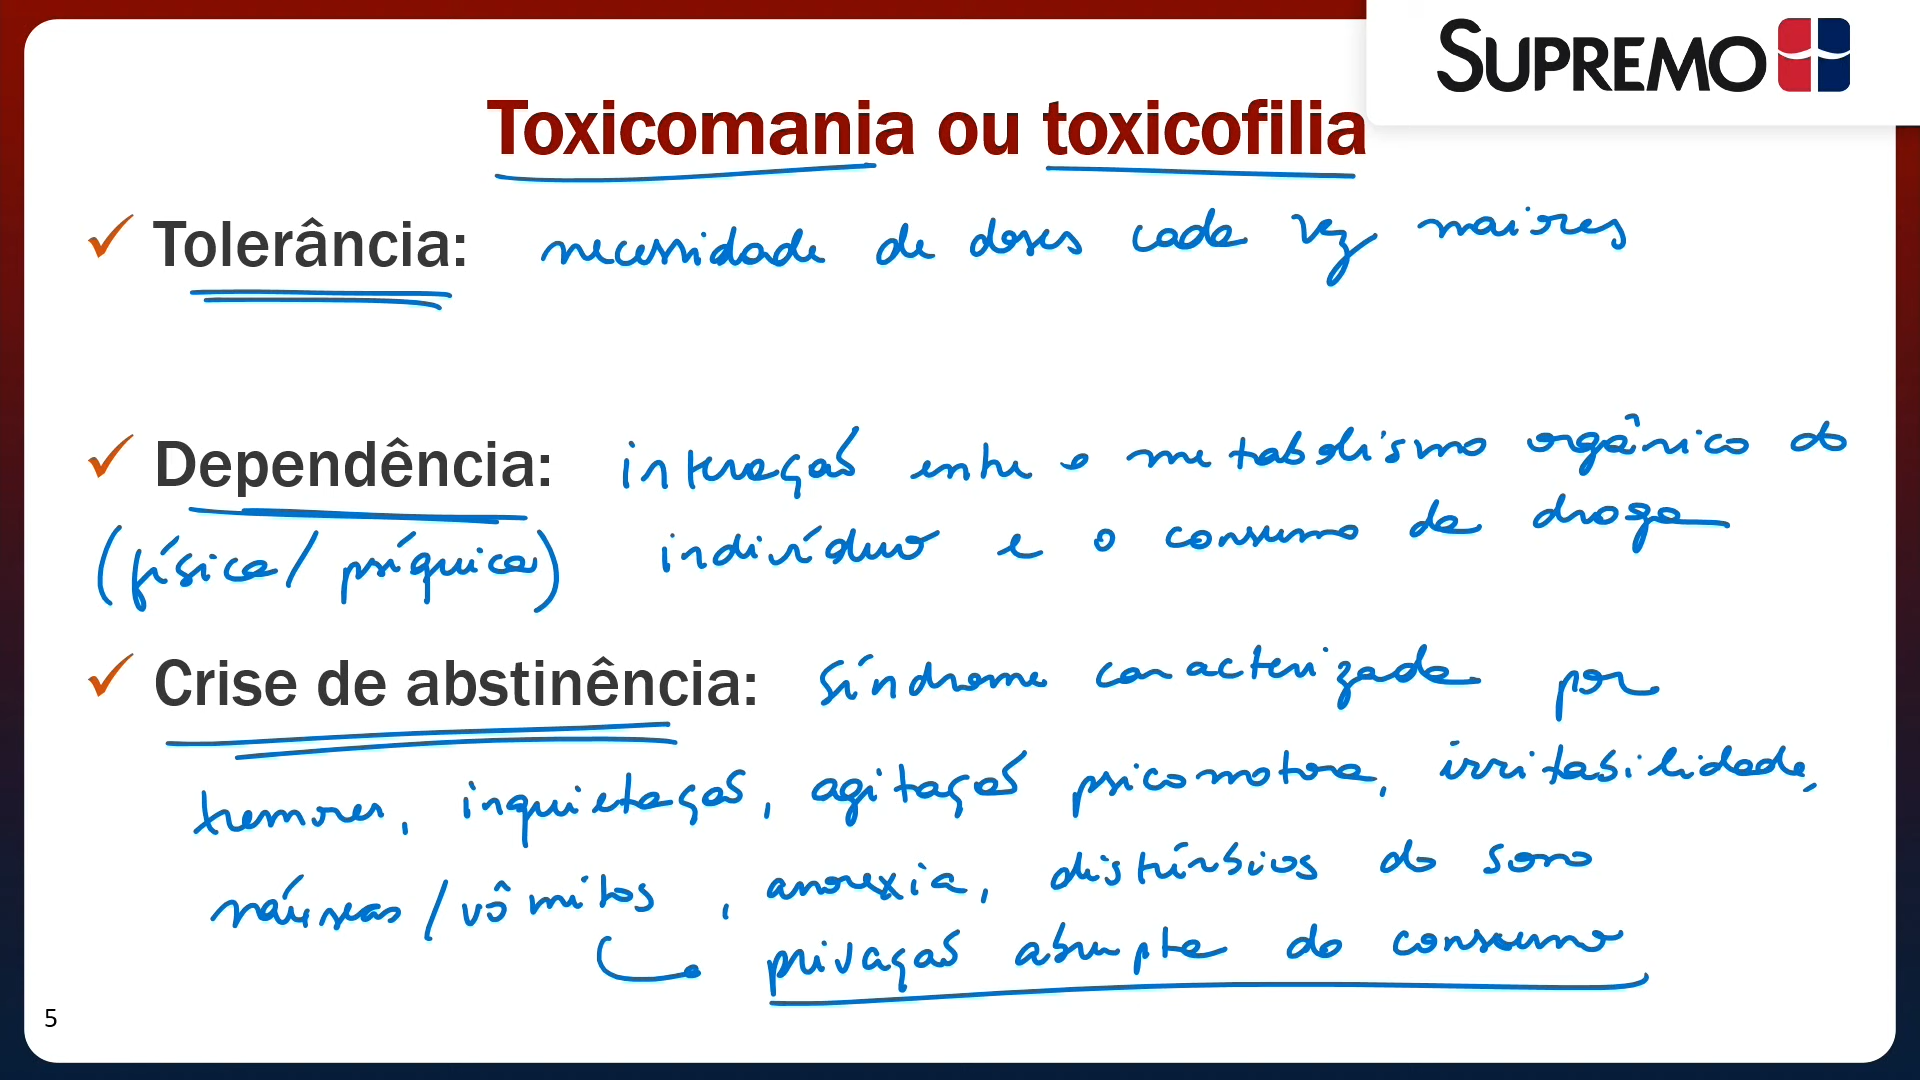 SUPREMO
Toxicomania ou toxicofilia
✓ Tolerância: necessidade de doses cada vez maiores
✓ Dependência: interação entre o metabolismo orgânico do
(física/psíquica) indivíduo e o consumo da droga
✓ Crise de abstinência: síndrome caracterizada por
tremores, inquietação, agitação psicomotora, irritabilidade,
náuseas/vômitos, anorexia, distúrbios do sono
privação abrupta do consumo
5